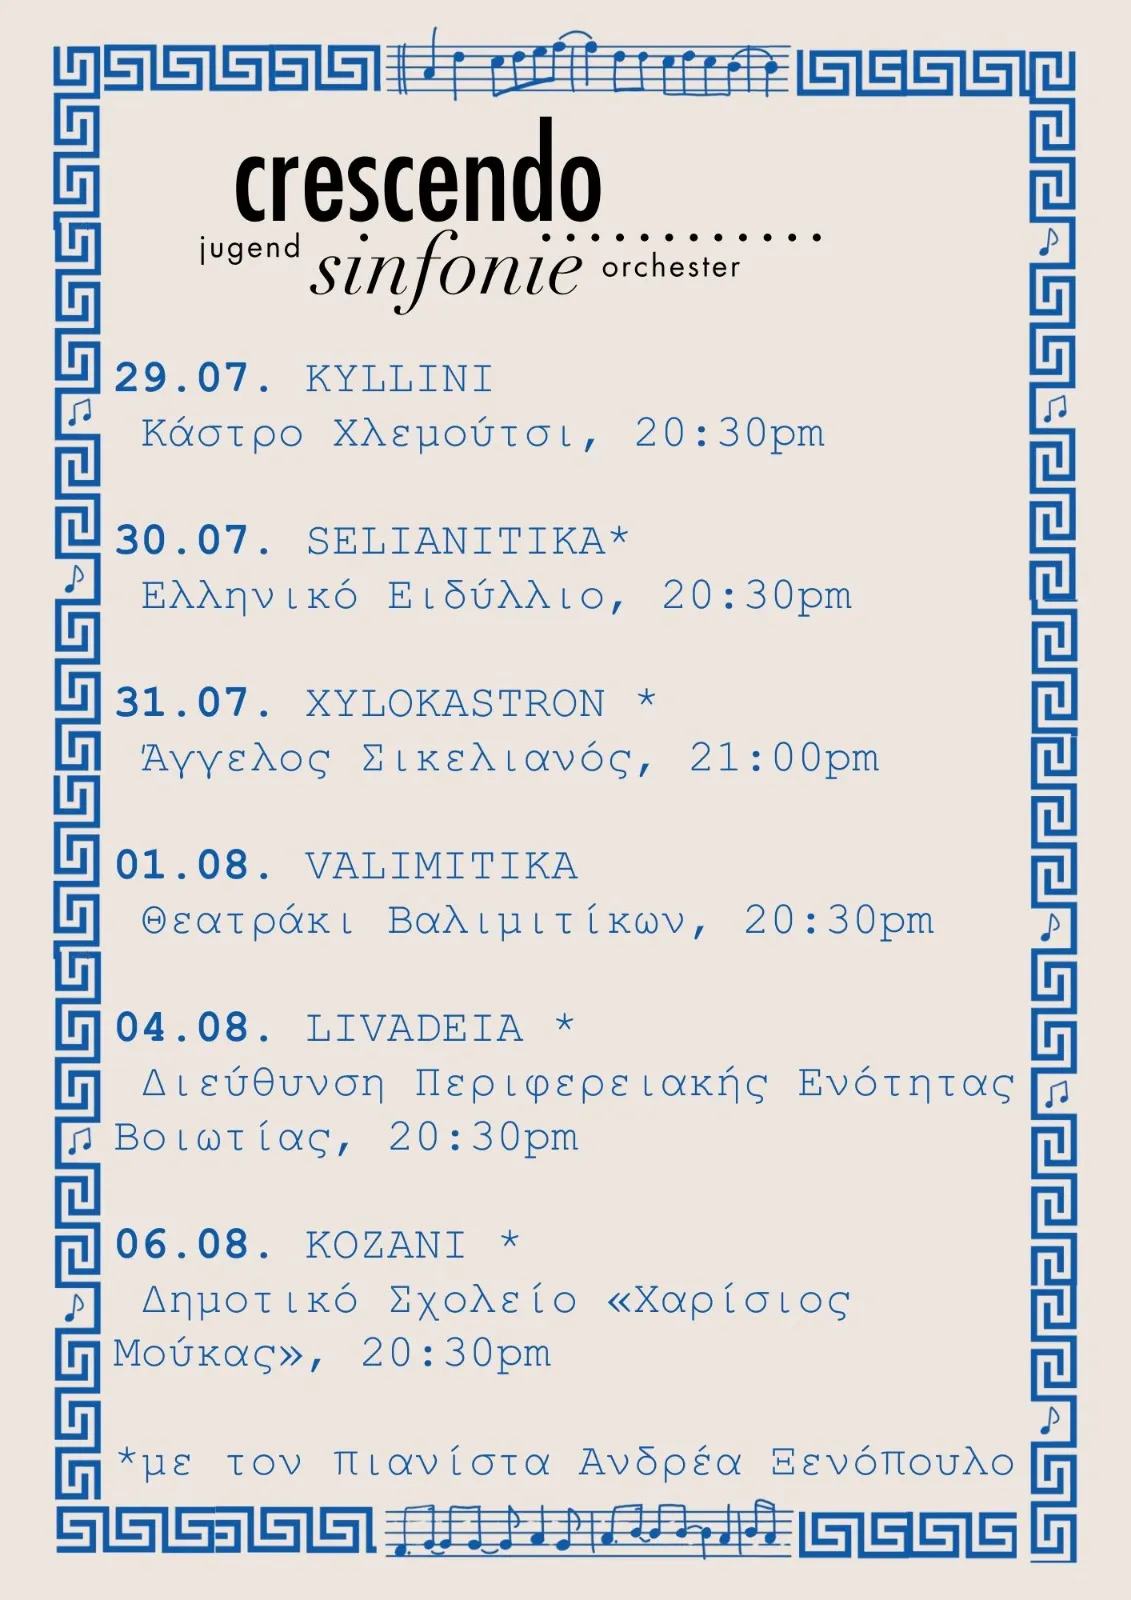 crescendo
jugend sinfonie orchester
29.07. KYLLINI
Κάστρο Χλεμούτσι, 20:30pm
30.07. SELIANITIKA*
Ελληνικό Ειδύλλιο, 20:30pm
31.07. XYLOKASTRON *
Άγγελος Σικελιανός, 21:00pm
01.08. VALIMITIKA
Θεατράκι Βαλιμιτίκων, 20:30pm
04.08. LIVADEIA *
Διεύθυνση Περιφερειακής Ενότητας
Βοιωτίας, 20:30pm
06.08. KOZANI *
Δημοτικό Σχολείο «Χαρίσιος
Μούκας», 20:30pm
*με τον πιανίστα Ανδρέα Ξενόπουλο